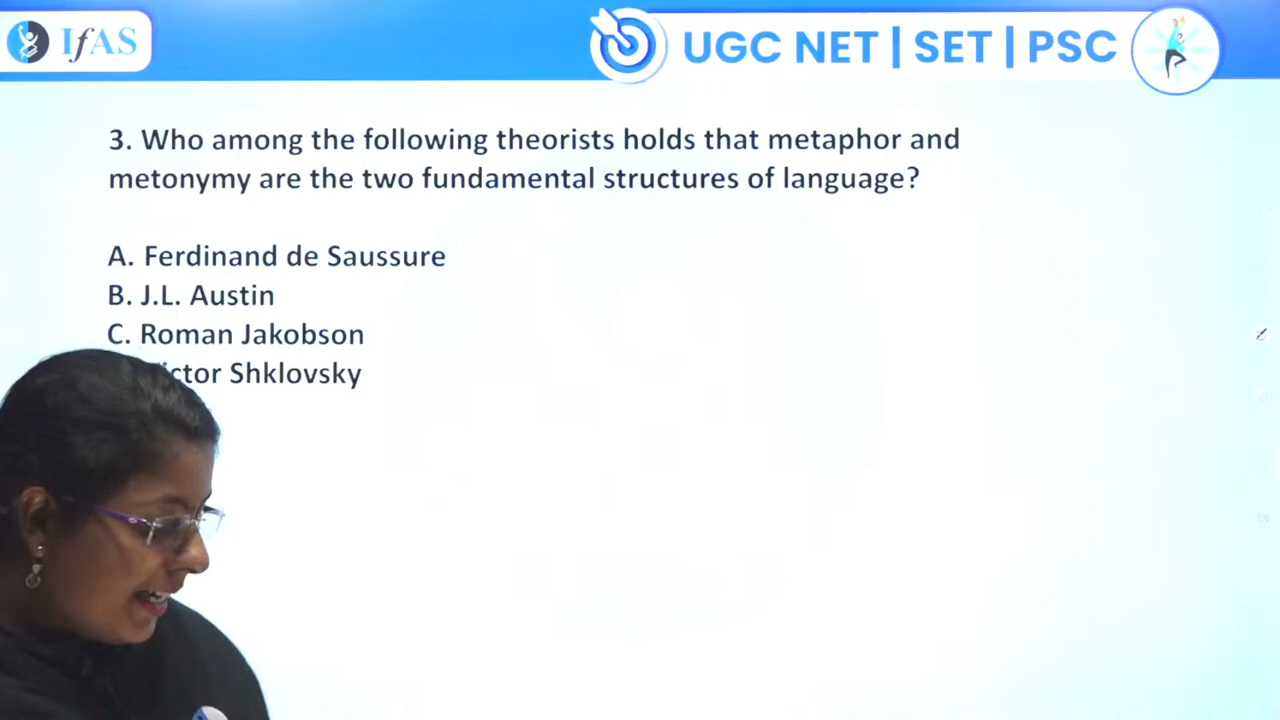 IfAS
UGC NET | SET | PSC
3. Who among the following theorists holds that metaphor and
metonymy are the two fundamental structures of language?
A. Ferdinand de Saussure
B. J.L. Austin
C. Roman Jakobson
Shklovsky